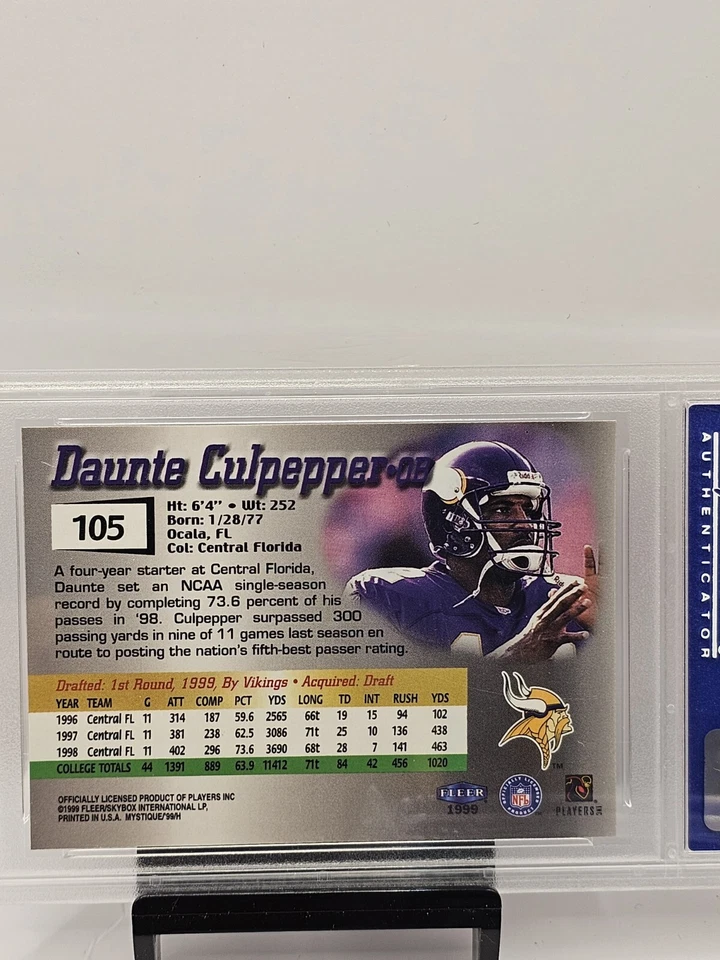 Daunte Culpepper • QB
105
Ht: 6'4" • Wt: 252
Born: 1/28/77
Ocala, FL
Col: Central Florida
A four-year starter at Central Florida,
Daunte set an NCAA single-season
record by completing 73.6 percent of his
passes in '98. Culpepper surpassed 300
passing yards in nine of 11 games last season en
route to posting the nation's fifth-best passer rating.
Drafted: 1st Round, 1999, By Vikings • Acquired: Draft
YEAR TEAM G ATT COMP PCT YDS LONG TD INT RUSH YDS
1996 Central FL 11 314 187 59.6 2565 66t 19 15 94 102
1997 Central FL 11 381 238 62.5 3086 71t 25 10 136 438
1998 Central FL 11 402 296 73.6 3690 68t 28 7 141 463
COLLEGE TOTALS 44 1391 889 63.9 11412 71t 84 42 456 1020
TM
OFFICIALLY LICENSED PRODUCT OF PLAYERS INC
©1999 FLEER/SKYBOX INTERNATIONAL LP,
PRINTED IN U.S.A. MYSTIQUE/'99/H
FLEER
1999
NFL
PLAYERS INC
AUTHENTICATOR